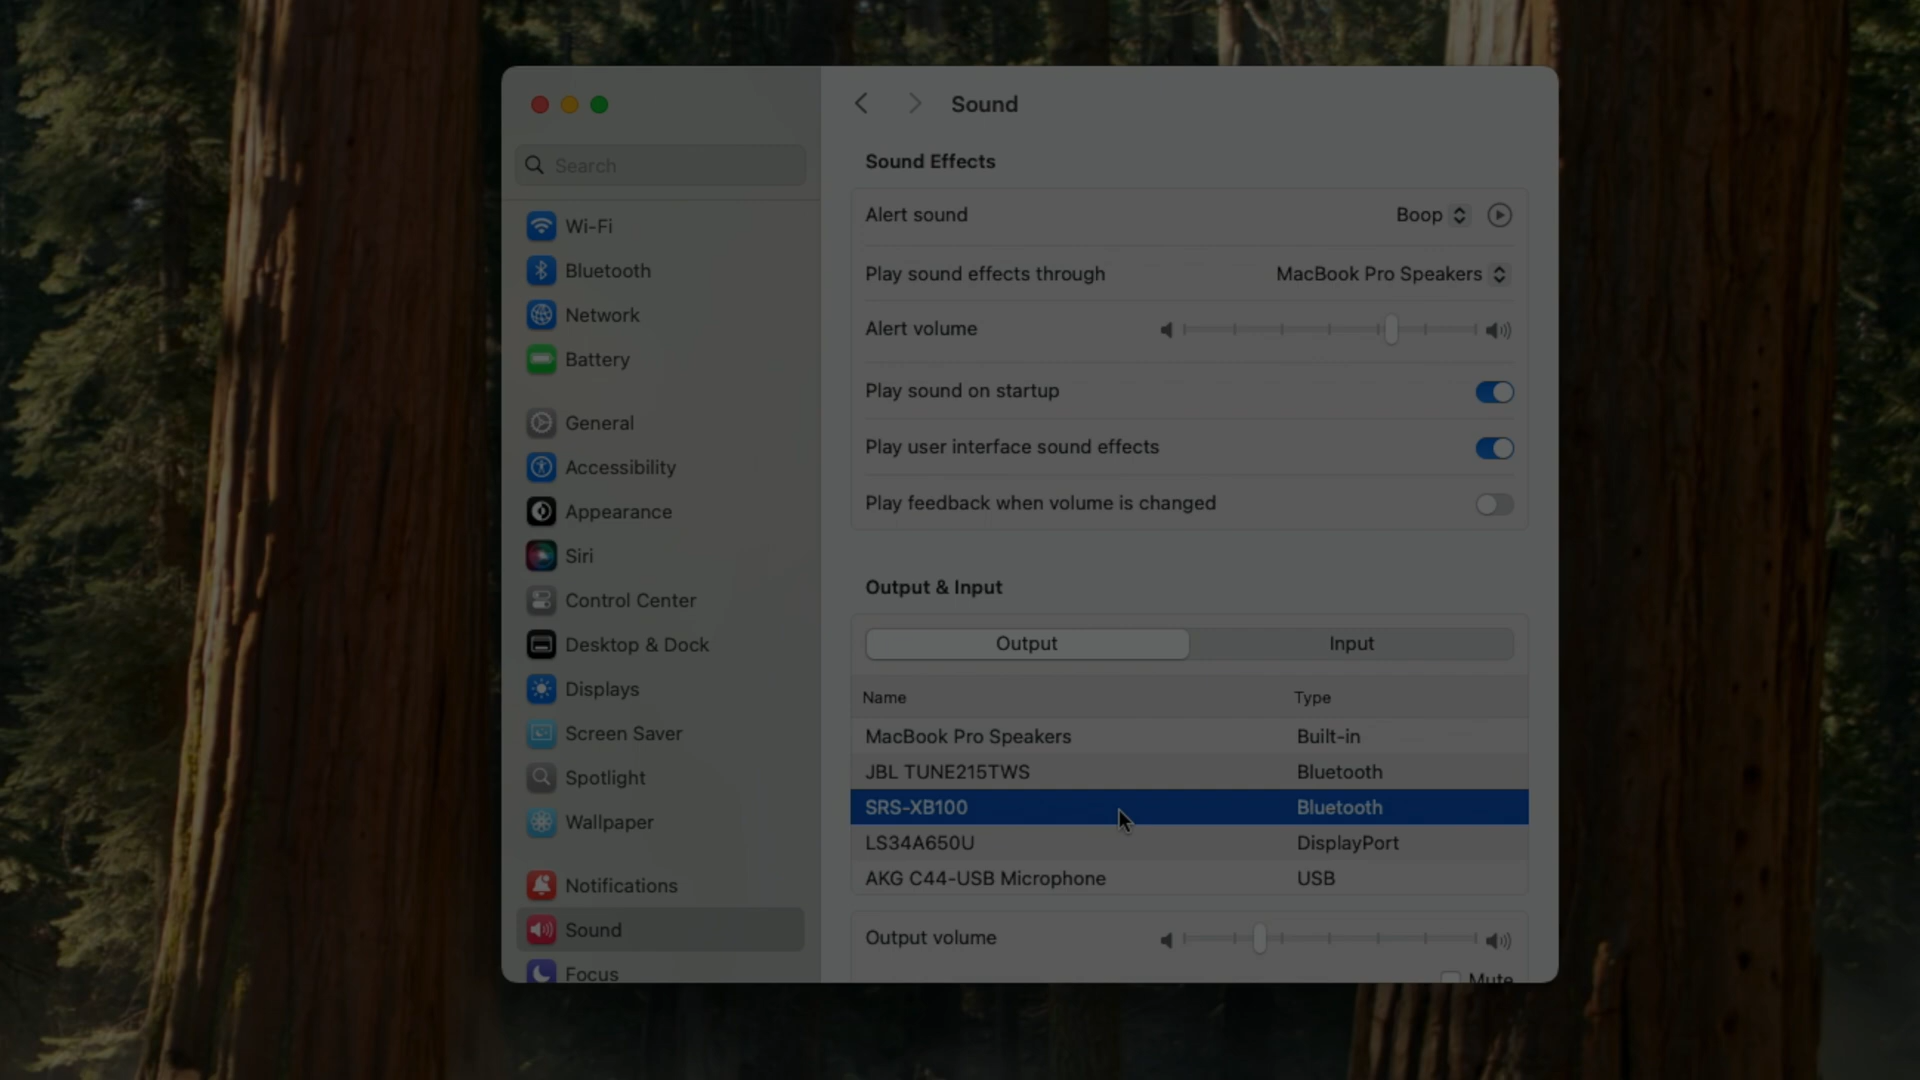 Sound
Search
Wi-Fi
Bluetooth
Network
Battery
General
Accessibility
Appearance
Siri
Control Center
Desktop & Dock
Displays
Screen Saver
Spotlight
Wallpaper
Notifications
Sound
Focus
Sound Effects
Alert sound Boop
Play sound effects through MacBook Pro Speakers
Alert volume
Play sound on startup
Play user interface sound effects
Play feedback when volume is changed
Output & Input
Output Input
Name Type
MacBook Pro Speakers Built-in
JBL TUNE215TWS Bluetooth
SRS-XB100 Bluetooth
LS34A650U DisplayPort
AKG C44-USB Microphone USB
Output volume
Mute